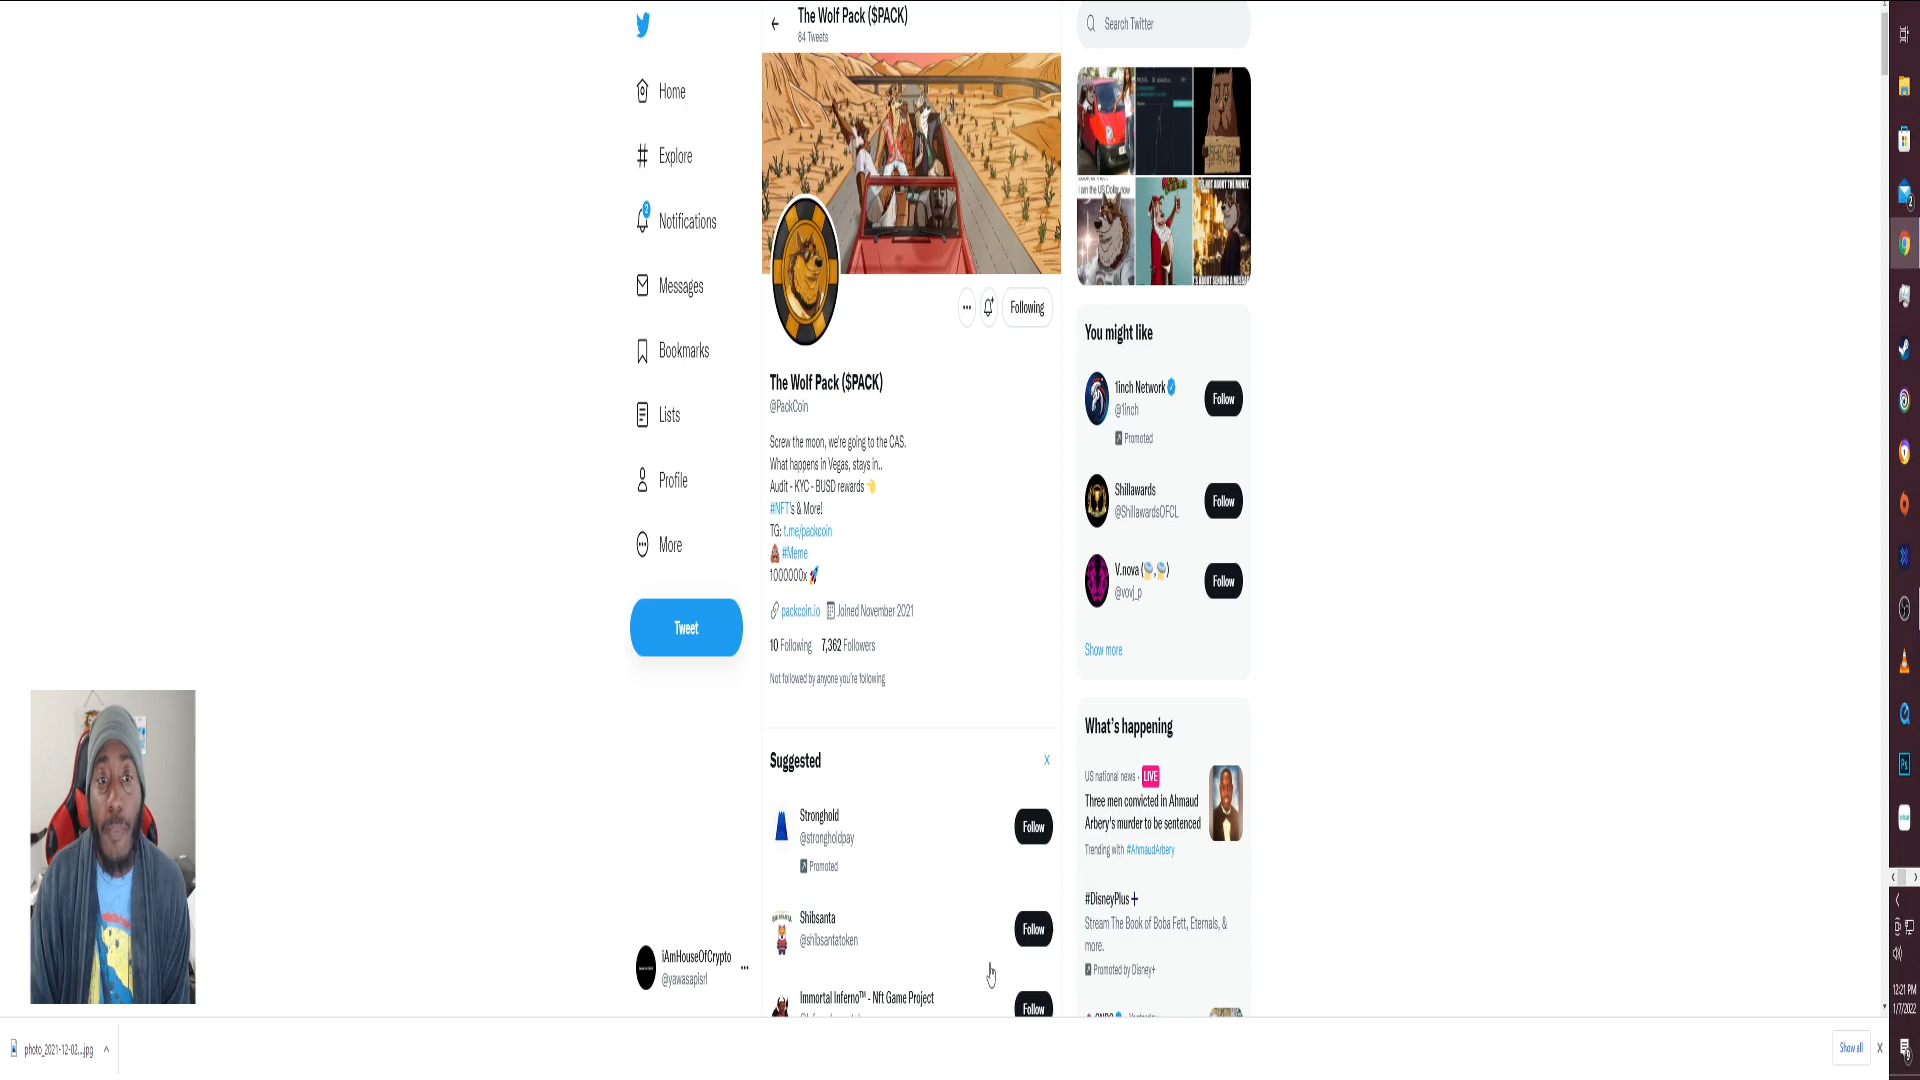 The Wolf Pack ($PACK)
84 Tweets
Home
Explore
2
Notifications
Messages
Bookmarks
Lists
Profile
More
Tweet
iAmHouseOfCrypto
@yawasapisrl
Following
The Wolf Pack ($PACK)
@PackCoin
Screw the moon, we're going to the CAS.
What happens in Vegas, stays in..
Audit - KYC - BUSD rewards 👈
#NFT's & More!
TG: t.me/packcoin
💩 #Meme
1000000x 🚀
packcoin.io Joined November 2021
10 Following 7,362 Followers
Not followed by anyone you're following
Suggested
X
Stronghold
@strongholdpay
Promoted
Follow
Shibsanta
@shibsantatoken
Follow
Immortal Inferno™ - Nft Game Project
Follow
Search Twitter
I am the US Dollar now
You might like
1inch Network
@1inch
Promoted
Follow
Shillawards
@ShillawardsOFCL
Follow
V.nova
@vovj_p
Follow
Show more
What's happening
US national news · LIVE
Three men convicted in Ahmaud
Arbery's murder to be sentenced
Trending with #AhmaudArbery
#DisneyPlus
Stream The Book of Boba Fett, Eternals, &
more.
Promoted by Disney+
photo_2021-12-02...jpg
Show all
X
12:21 PM
1/7/2022